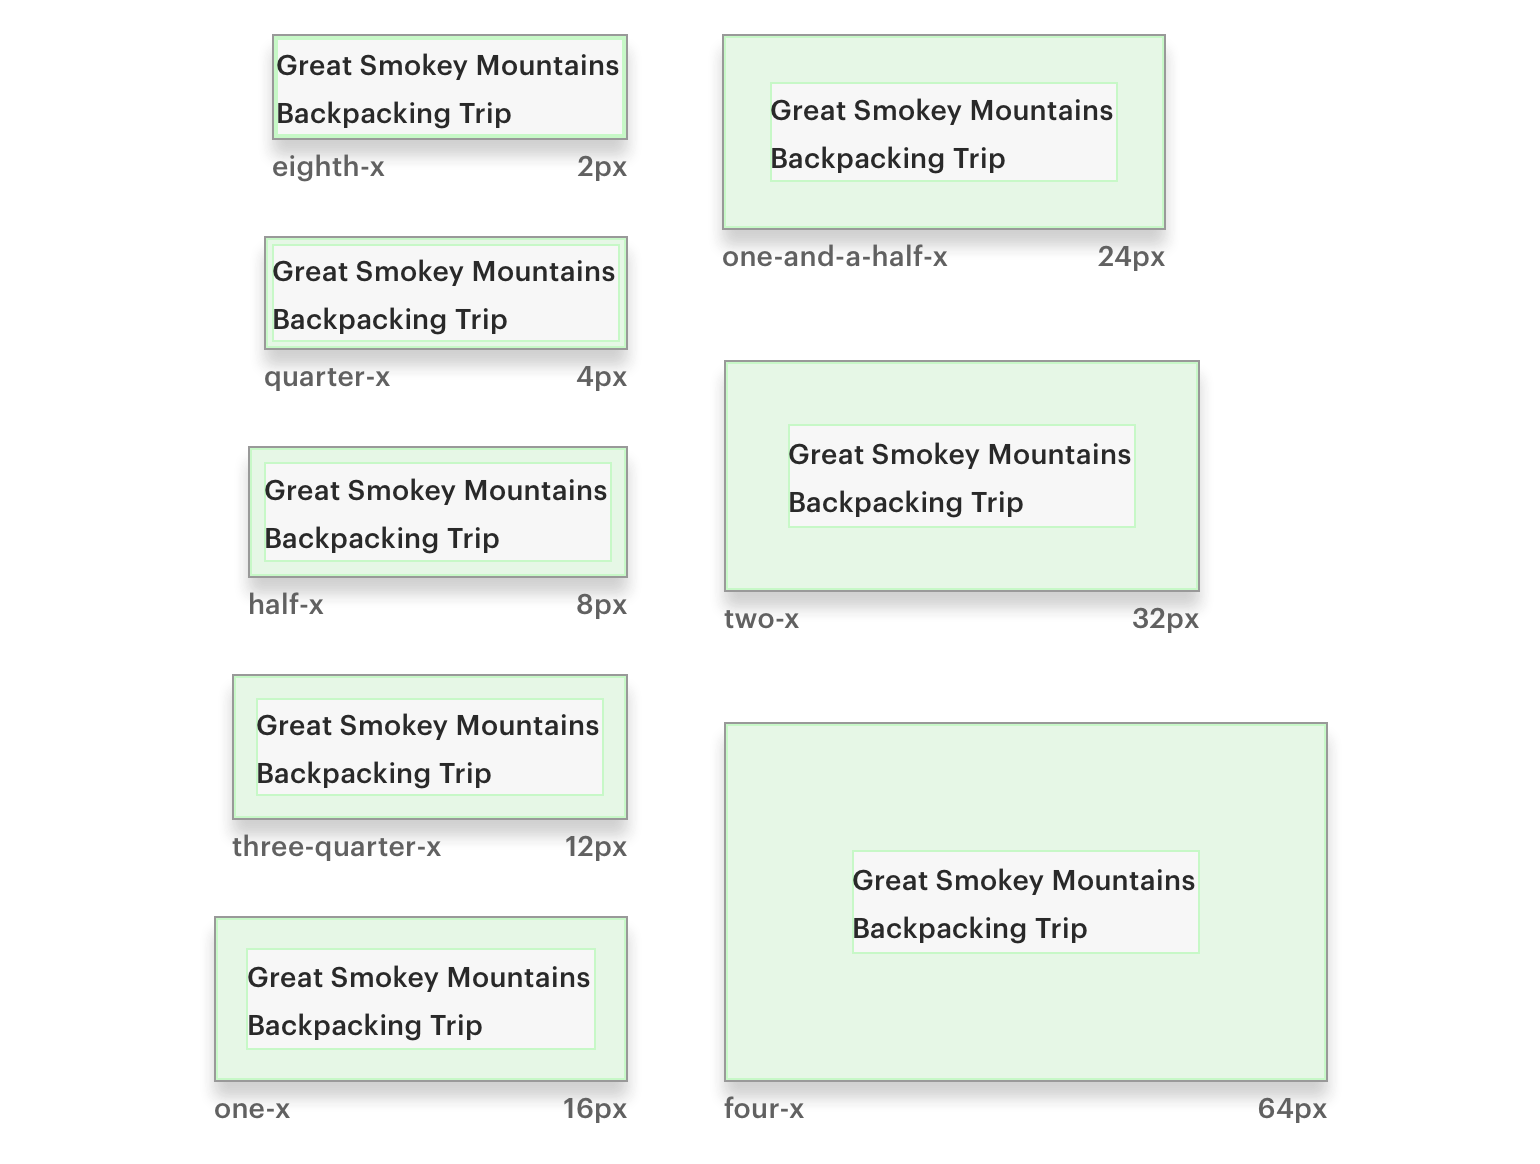 Great Smokey Mountains
Backpacking Trip
eighth-x 2px
Great Smokey Mountains
Backpacking Trip
quarter-x 4px
Great Smokey Mountains
Backpacking Trip
half-x 8px
Great Smokey Mountains
Backpacking Trip
three-quarter-x 12px
Great Smokey Mountains
Backpacking Trip
one-x 16px
Great Smokey Mountains
Backpacking Trip
one-and-a-half-x 24px
Great Smokey Mountains
Backpacking Trip
two-x 32px
Great Smokey Mountains
Backpacking Trip
four-x 64px